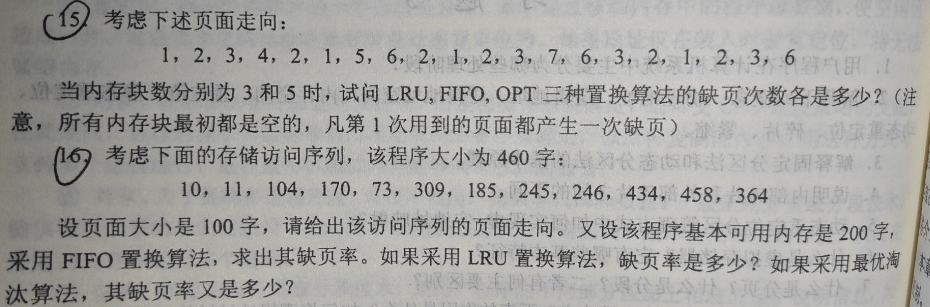 15. 考虑下述页面走向：
1，2，3，4，2，1，5，6，2，1，2，3，7，6，3，2，1，2，3，6
当内存块数分别为 3 和 5 时，试问 LRU, FIFO, OPT 三种置换算法的缺页次数各是多少？（注
意，所有内存块最初都是空的，凡第 1 次用到的页面都产生一次缺页）
16. 考虑下面的存储访问序列，该程序大小为 460 字：
10，11，104，170，73，309，185，245，246，434，458，364
设页面大小是 100 字，请给出该访问序列的页面走向。又设该程序基本可用内存是 200 字，
采用 FIFO 置换算法，求出其缺页率。如果采用 LRU 置换算法，缺页率是多少？如果采用最优淘
汰算法，其缺页率又是多少？